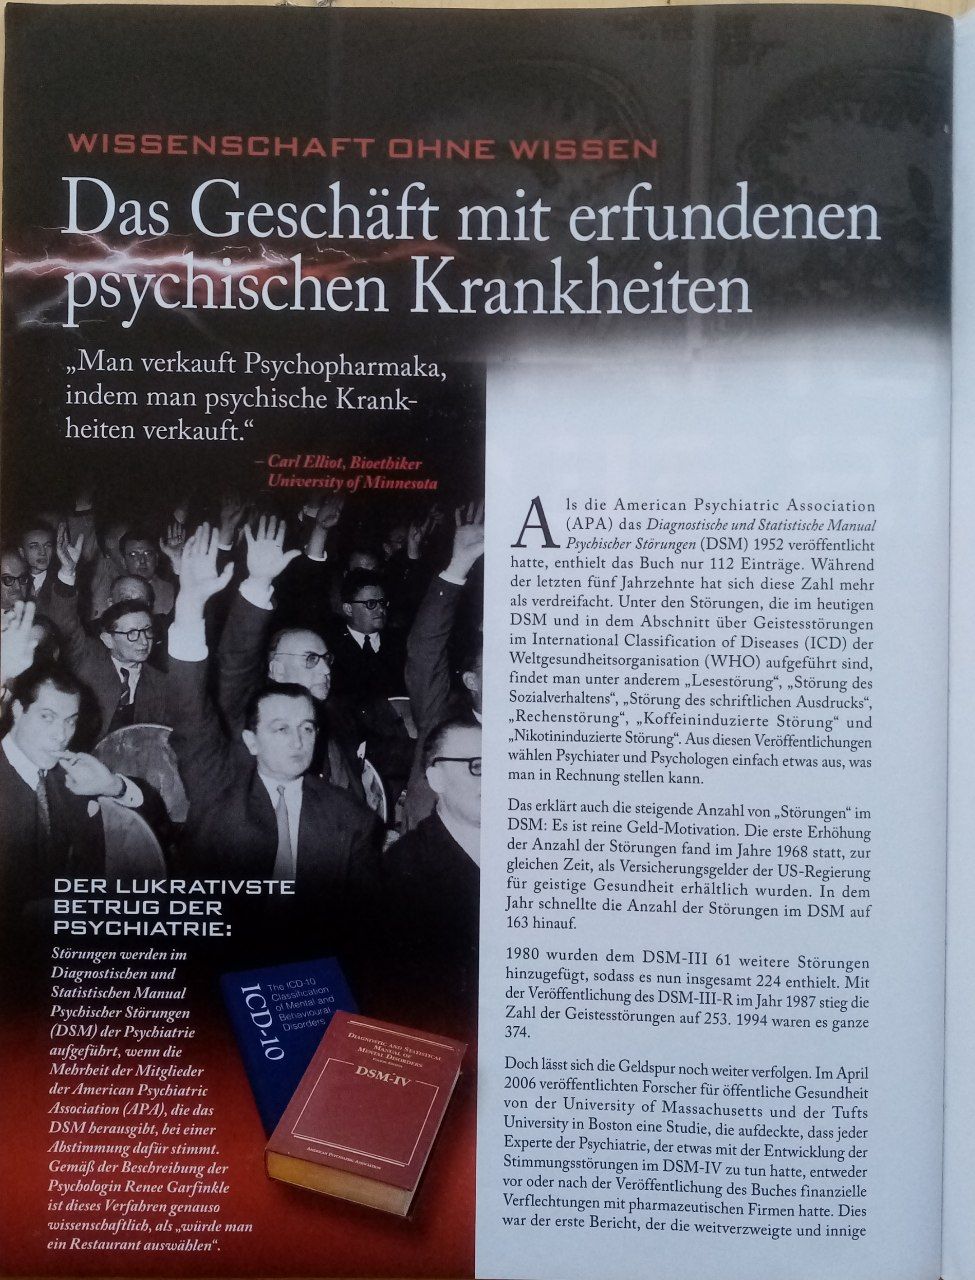 WISSENSCHAFT OHNE WISSEN
Das Geschäft mit erfundenen
psychischen Krankheiten
„Man verkauft Psychopharmaka,
indem man psychische Krank-
heiten verkauft.“
– Carl Elliot, Bioethiker
University of Minnesota
DER LUKRATIVSTE
BETRUG DER
PSYCHIATRIE:
Störungen werden im
Diagnostischen und
Statistischen Manual
Psychischer Störungen
(DSM) der Psychiatrie
aufgeführt, wenn die
Mehrheit der Mitglieder
der American Psychiatric
Association (APA), die das
DSM herausgibt, bei einer
Abstimmung dafür stimmt.
Gemäß der Beschreibung der
Psychologin Renee Garfinkle
ist dieses Verfahren genauso
wissenschaftlich, als „würde man
ein Restaurant auswählen“.
ICD-10
The ICD-10
Classification
of Mental and
Behavioural
Disorders
DIAGNOSTIC AND STATISTICAL
MANUAL OF
MENTAL DISORDERS
FOURTH EDITION
DSM-IV
AMERICAN PSYCHIATRIC ASSOCIATION
Als die American Psychiatric Association
(APA) das Diagnostische und Statistische Manual
Psychischer Störungen (DSM) 1952 veröffentlicht
hatte, enthielt das Buch nur 112 Einträge. Während
der letzten fünf Jahrzehnte hat sich diese Zahl mehr
als verdreifacht. Unter den Störungen, die im heutigen
DSM und in dem Abschnitt über Geistesstörungen
im International Classification of Diseases (ICD) der
Weltgesundheitsorganisation (WHO) aufgeführt sind,
findet man unter anderem „Lesestörung“, „Störung des
Sozialverhaltens“, „Störung des schriftlichen Ausdrucks“,
„Rechenstörung“, „Koffeininduzierte Störung“ und
„Nikotininduzierte Störung“. Aus diesen Veröffentlichungen
wählen Psychiater und Psychologen einfach etwas aus, was
man in Rechnung stellen kann.
Das erklärt auch die steigende Anzahl von „Störungen“ im
DSM: Es ist reine Geld-Motivation. Die erste Erhöhung
der Anzahl der Störungen fand im Jahre 1968 statt, zur
gleichen Zeit, als Versicherungsgelder der US-Regierung
für geistige Gesundheit erhältlich wurden. In dem
Jahr schnellte die Anzahl der Störungen im DSM auf
163 hinauf.
1980 wurden dem DSM-III 61 weitere Störungen
hinzugefügt, sodass es nun insgesamt 224 enthielt. Mit
der Veröffentlichung des DSM-III-R im Jahr 1987 stieg die
Zahl der Geistesstörungen auf 253. 1994 waren es ganze
374.
Doch lässt sich die Geldspur noch weiter verfolgen. Im April
2006 veröffentlichten Forscher für öffentliche Gesundheit
von der University of Massachusetts und der Tufts
University in Boston eine Studie, die aufdeckte, dass jeder
Experte der Psychiatrie, der etwas mit der Entwicklung der
Stimmungsstörungen im DSM-IV zu tun hatte, entweder
vor oder nach der Veröffentlichung des Buches finanzielle
Verflechtungen mit pharmazeutischen Firmen hatte. Dies
war der erste Bericht, der die weitverzweigte und innige